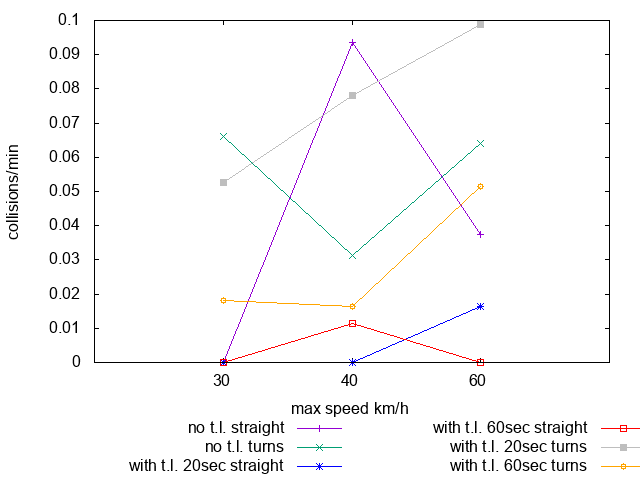 0.1
0.09
0.08
0.07
0.06
0.05
0.04
0.03
0.02
0.01
0
collisions/min
30 40 60
max speed km/h
no t.l. straight
no t.l. turns
with t.l. 20sec straight
with t.l. 60sec straight
with t.l. 20sec turns
with t.l. 60sec turns